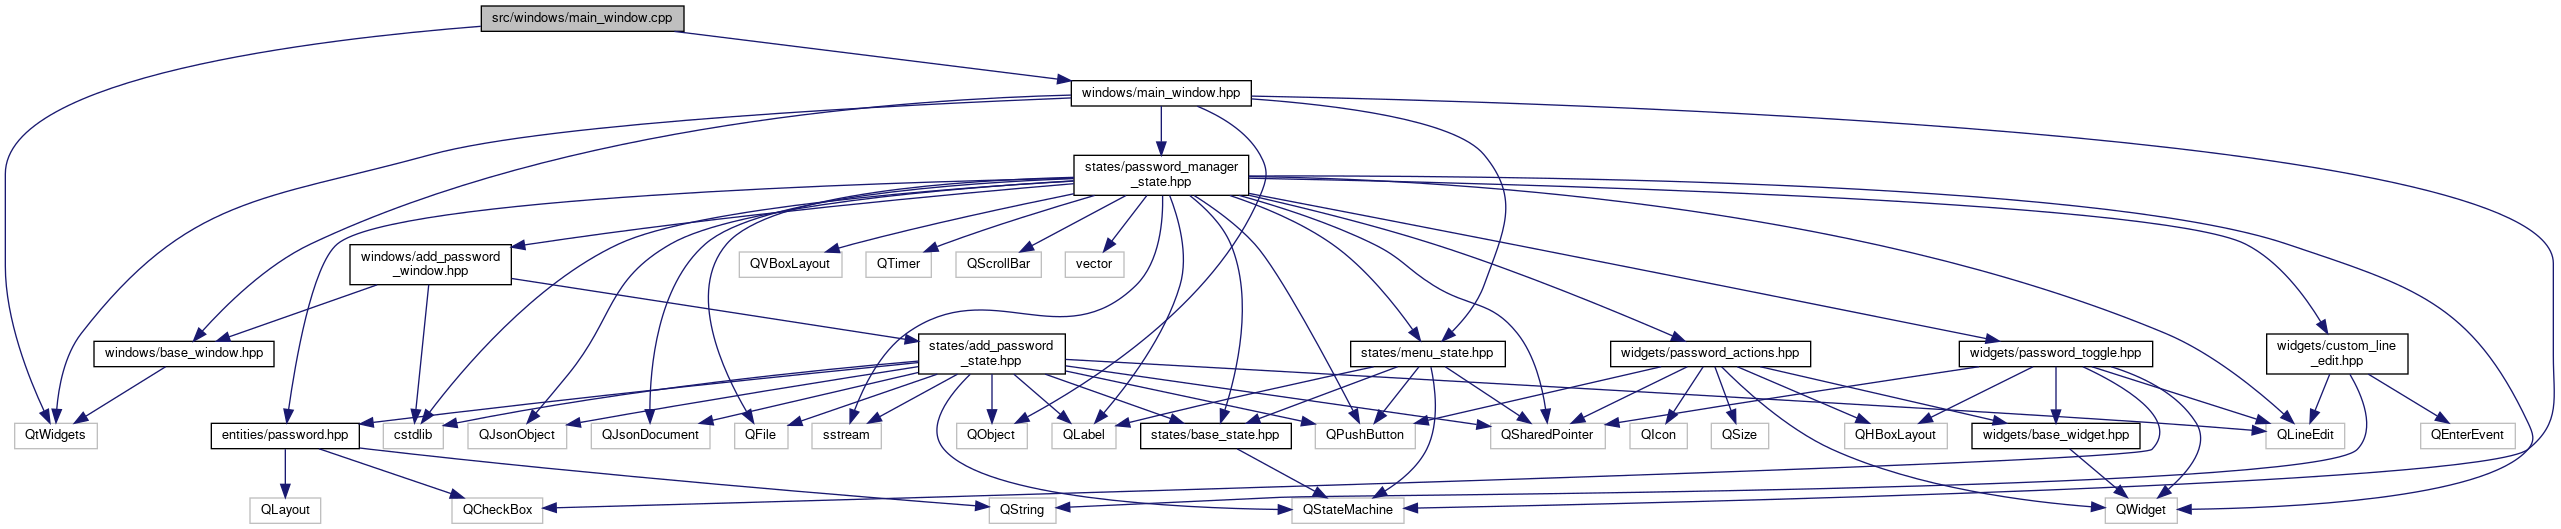 src/windows/main_window.cpp
windows/main_window.hpp
states/password_manager
_state.hpp
windows/add_password
_window.hpp
QVBoxLayout
QTimer
QScrollBar
vector
windows/base_window.hpp
states/add_password
_state.hpp
states/menu_state.hpp
widgets/password_actions.hpp
widgets/password_toggle.hpp
widgets/custom_line
_edit.hpp
QtWidgets
entities/password.hpp
cstdlib
QJsonObject
QJsonDocument
QFile
sstream
QObject
QLabel
states/base_state.hpp
QPushButton
QSharedPointer
QIcon
QSize
QHBoxLayout
widgets/base_widget.hpp
QLineEdit
QEnterEvent
QLayout
QCheckBox
QString
QStateMachine
QWidget